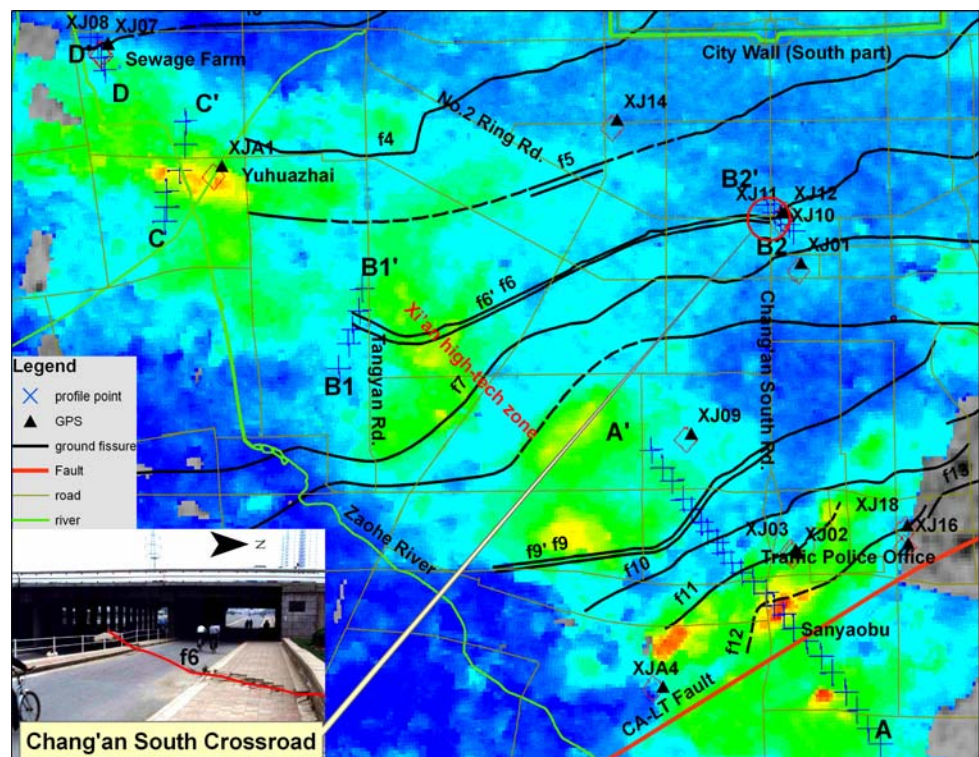 XJ08 XJ07
D
Sewage Farm
D
City Wall (South part)
C'
XJ14
No.2 Ring Rd.
f4
f5
XJA1
Yuhuazhai
B2'
XJ11 XJ12
XJ10
C
B2
XJ01
B1'
f6' f6
Xi'an high-tech zone
Tangyan Rd.
Chang'an South Rd.
B1
f7
Legend
profile point
GPS
ground fissure
Fault
road
river
A'
XJ09
f13
XJ18
XJ16
Zaohe River
XJ03 XJ02
Traffic Police Office
f9' f9
f10
f11
f12
Sanyaobu
XJA4
CA-LT Fault
A
N
f6
Chang'an South Crossroad